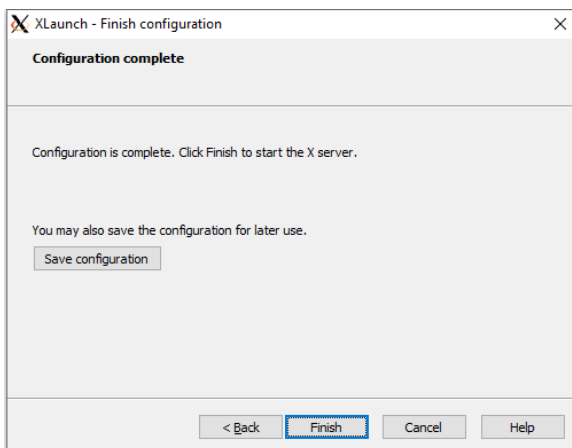 XLaunch - Finish configuration
Configuration complete
Configuration is complete. Click Finish to start the X server.
You may also save the configuration for later use.
Save configuration
< Back
Finish
Cancel
Help